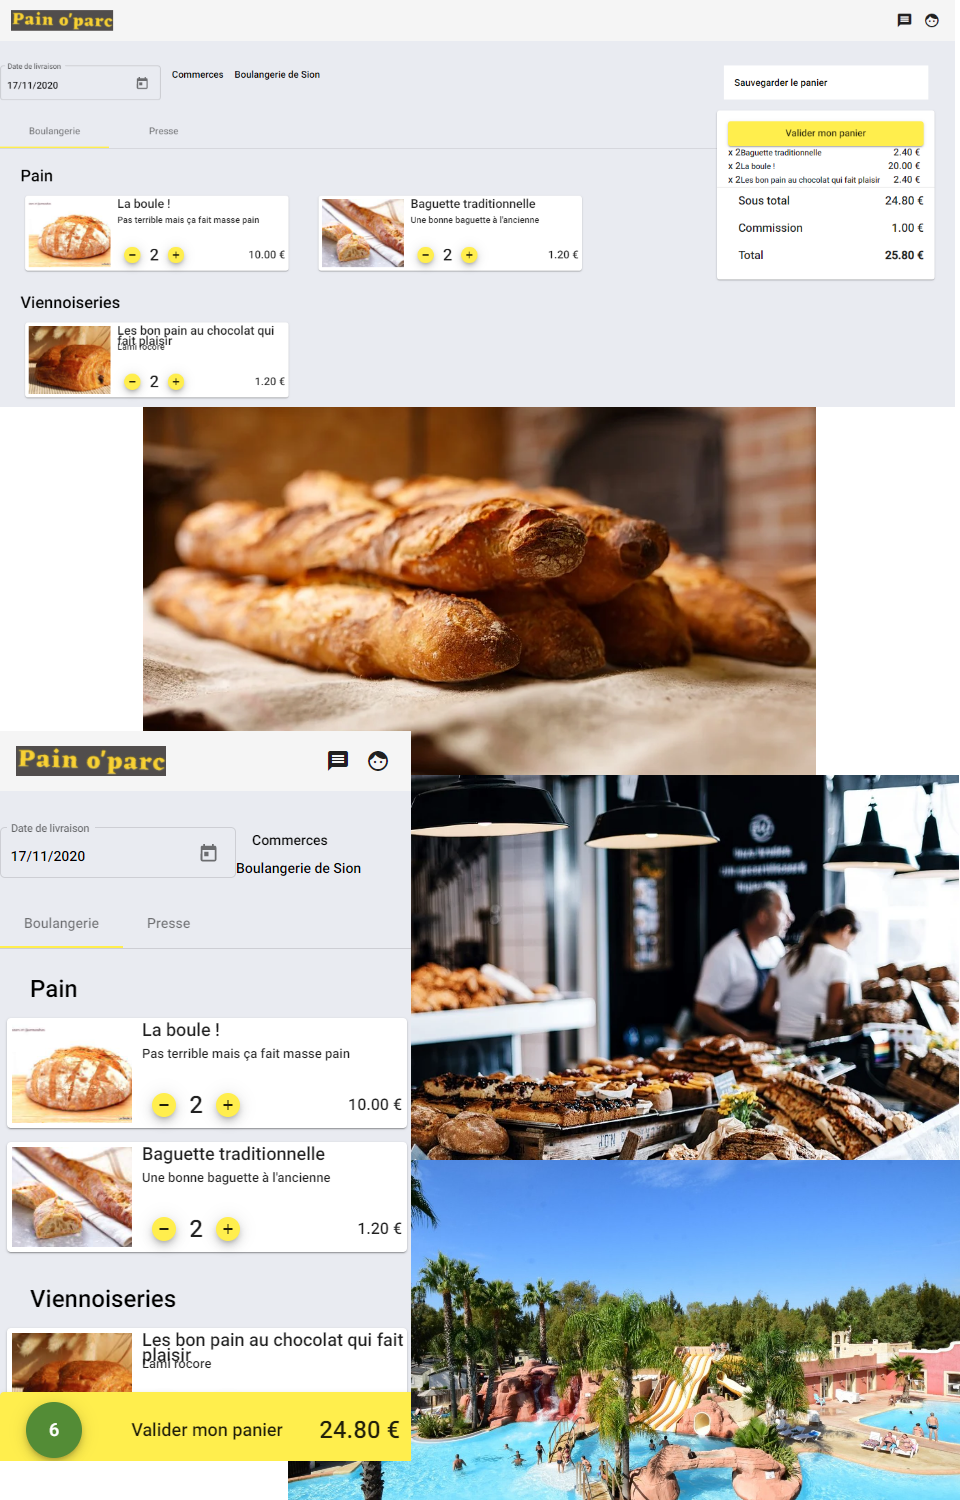 Pain o'parc
Date de livraison
17/11/2020
Commerces
Boulangerie de Sion
Sauvegarder le panier
Boulangerie
Presse
Valider mon panier
x 2Baguette traditionnelle 2.40 €
x 2La boule ! 20.00 €
x 2Les bon pain au chocolat qui fait plaisir 2.40 €
Sous total 24.80 €
Commission 1.00 €
Total 25.80 €
Pain
La boule !
Pas terrible mais ça fait masse pain
2
10.00 €
Baguette traditionnelle
Une bonne baguette à l'ancienne
2
1.20 €
Viennoiseries
Les bon pain au chocolat qui
fait plaisir
Lami rocore
2
1.20 €
Pain o'parc
Date de livraison
17/11/2020
Commerces
Boulangerie de Sion
Boulangerie
Presse
Pain
La boule !
Pas terrible mais ça fait masse pain
2
10.00 €
Baguette traditionnelle
Une bonne baguette à l'ancienne
2
1.20 €
Viennoiseries
Les bon pain au chocolat qui fait
plaisir
Lami rocore
6
Valider mon panier
24.80 €